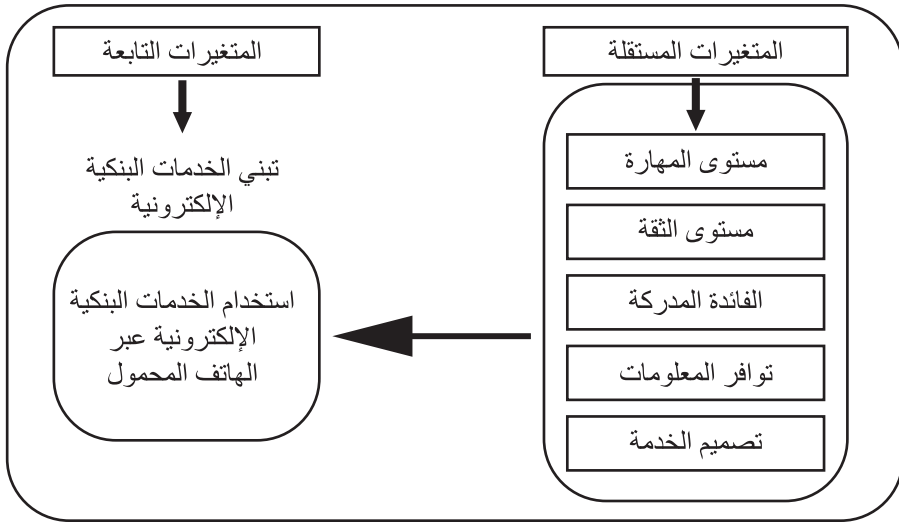 المتغيرات المستقلة
مستوى المهارة
مستوى الثقة
الفائدة المدركة
توافر المعلومات
تصميم الخدمة
المتغيرات التابعة
تبني الخدمات البنكية
الإلكترونية
استخدام الخدمات البنكية
الإلكترونية عبر
الهاتف المحمول